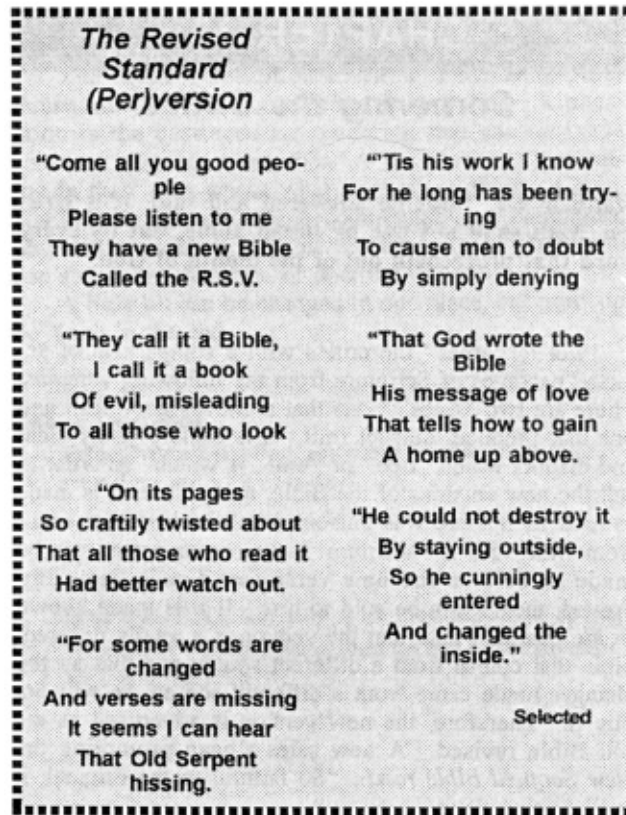 The Revised
Standard
(Per)version
“Come all you good peo-
ple
Please listen to me
They have a new Bible
Called the R.S.V.
“They call it a Bible,
I call it a book
Of evil, misleading
To all those who look
“On its pages
So craftily twisted about
That all those who read it
Had better watch out.
“For some words are
changed
And verses are missing
It seems I can hear
That Old Serpent
hissing.
“’Tis his work I know
For he long has been try-
ing
To cause men to doubt
By simply denying
“That God wrote the
Bible
His message of love
That tells how to gain
A home up above.
“He could not destroy it
By staying outside,
So he cunningly
entered
And changed the
inside.”
Selected